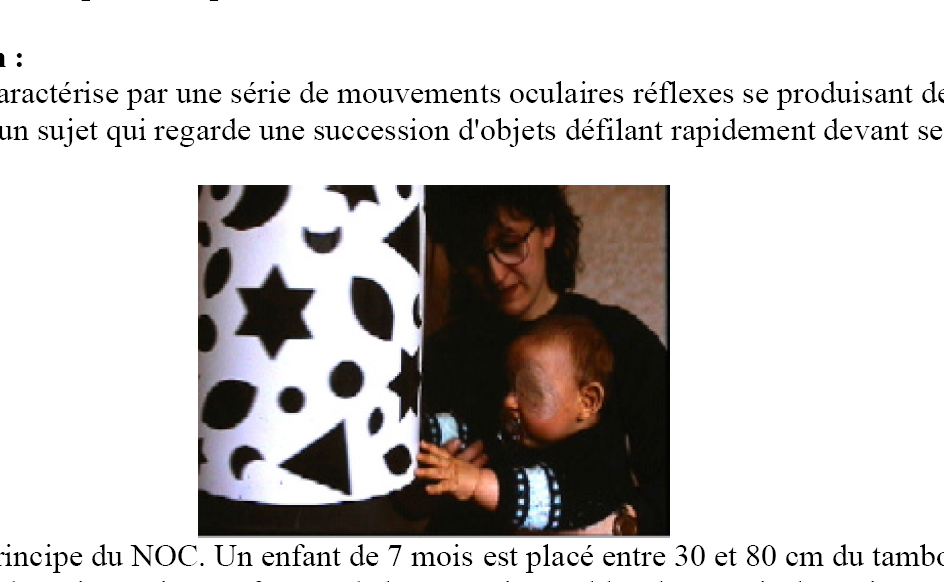 n :
aractérise par une série de mouvements oculaires réflexes se produisant de
un sujet qui regarde une succession d'objets défilant rapidement devant se
rincipe du NOC. Un enfant de 7 mois est placé entre 30 et 80 cm du tambo